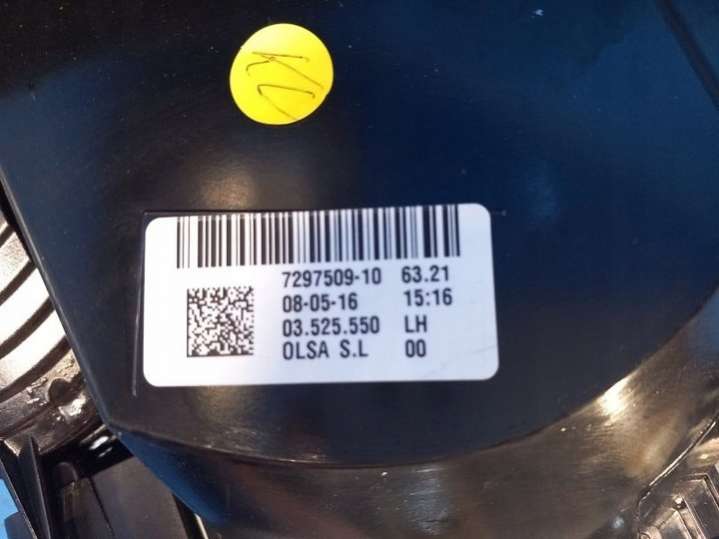 7297509-10 63.21
08-05-16 15:16
03.525.550 LH
OLSA S.L 00